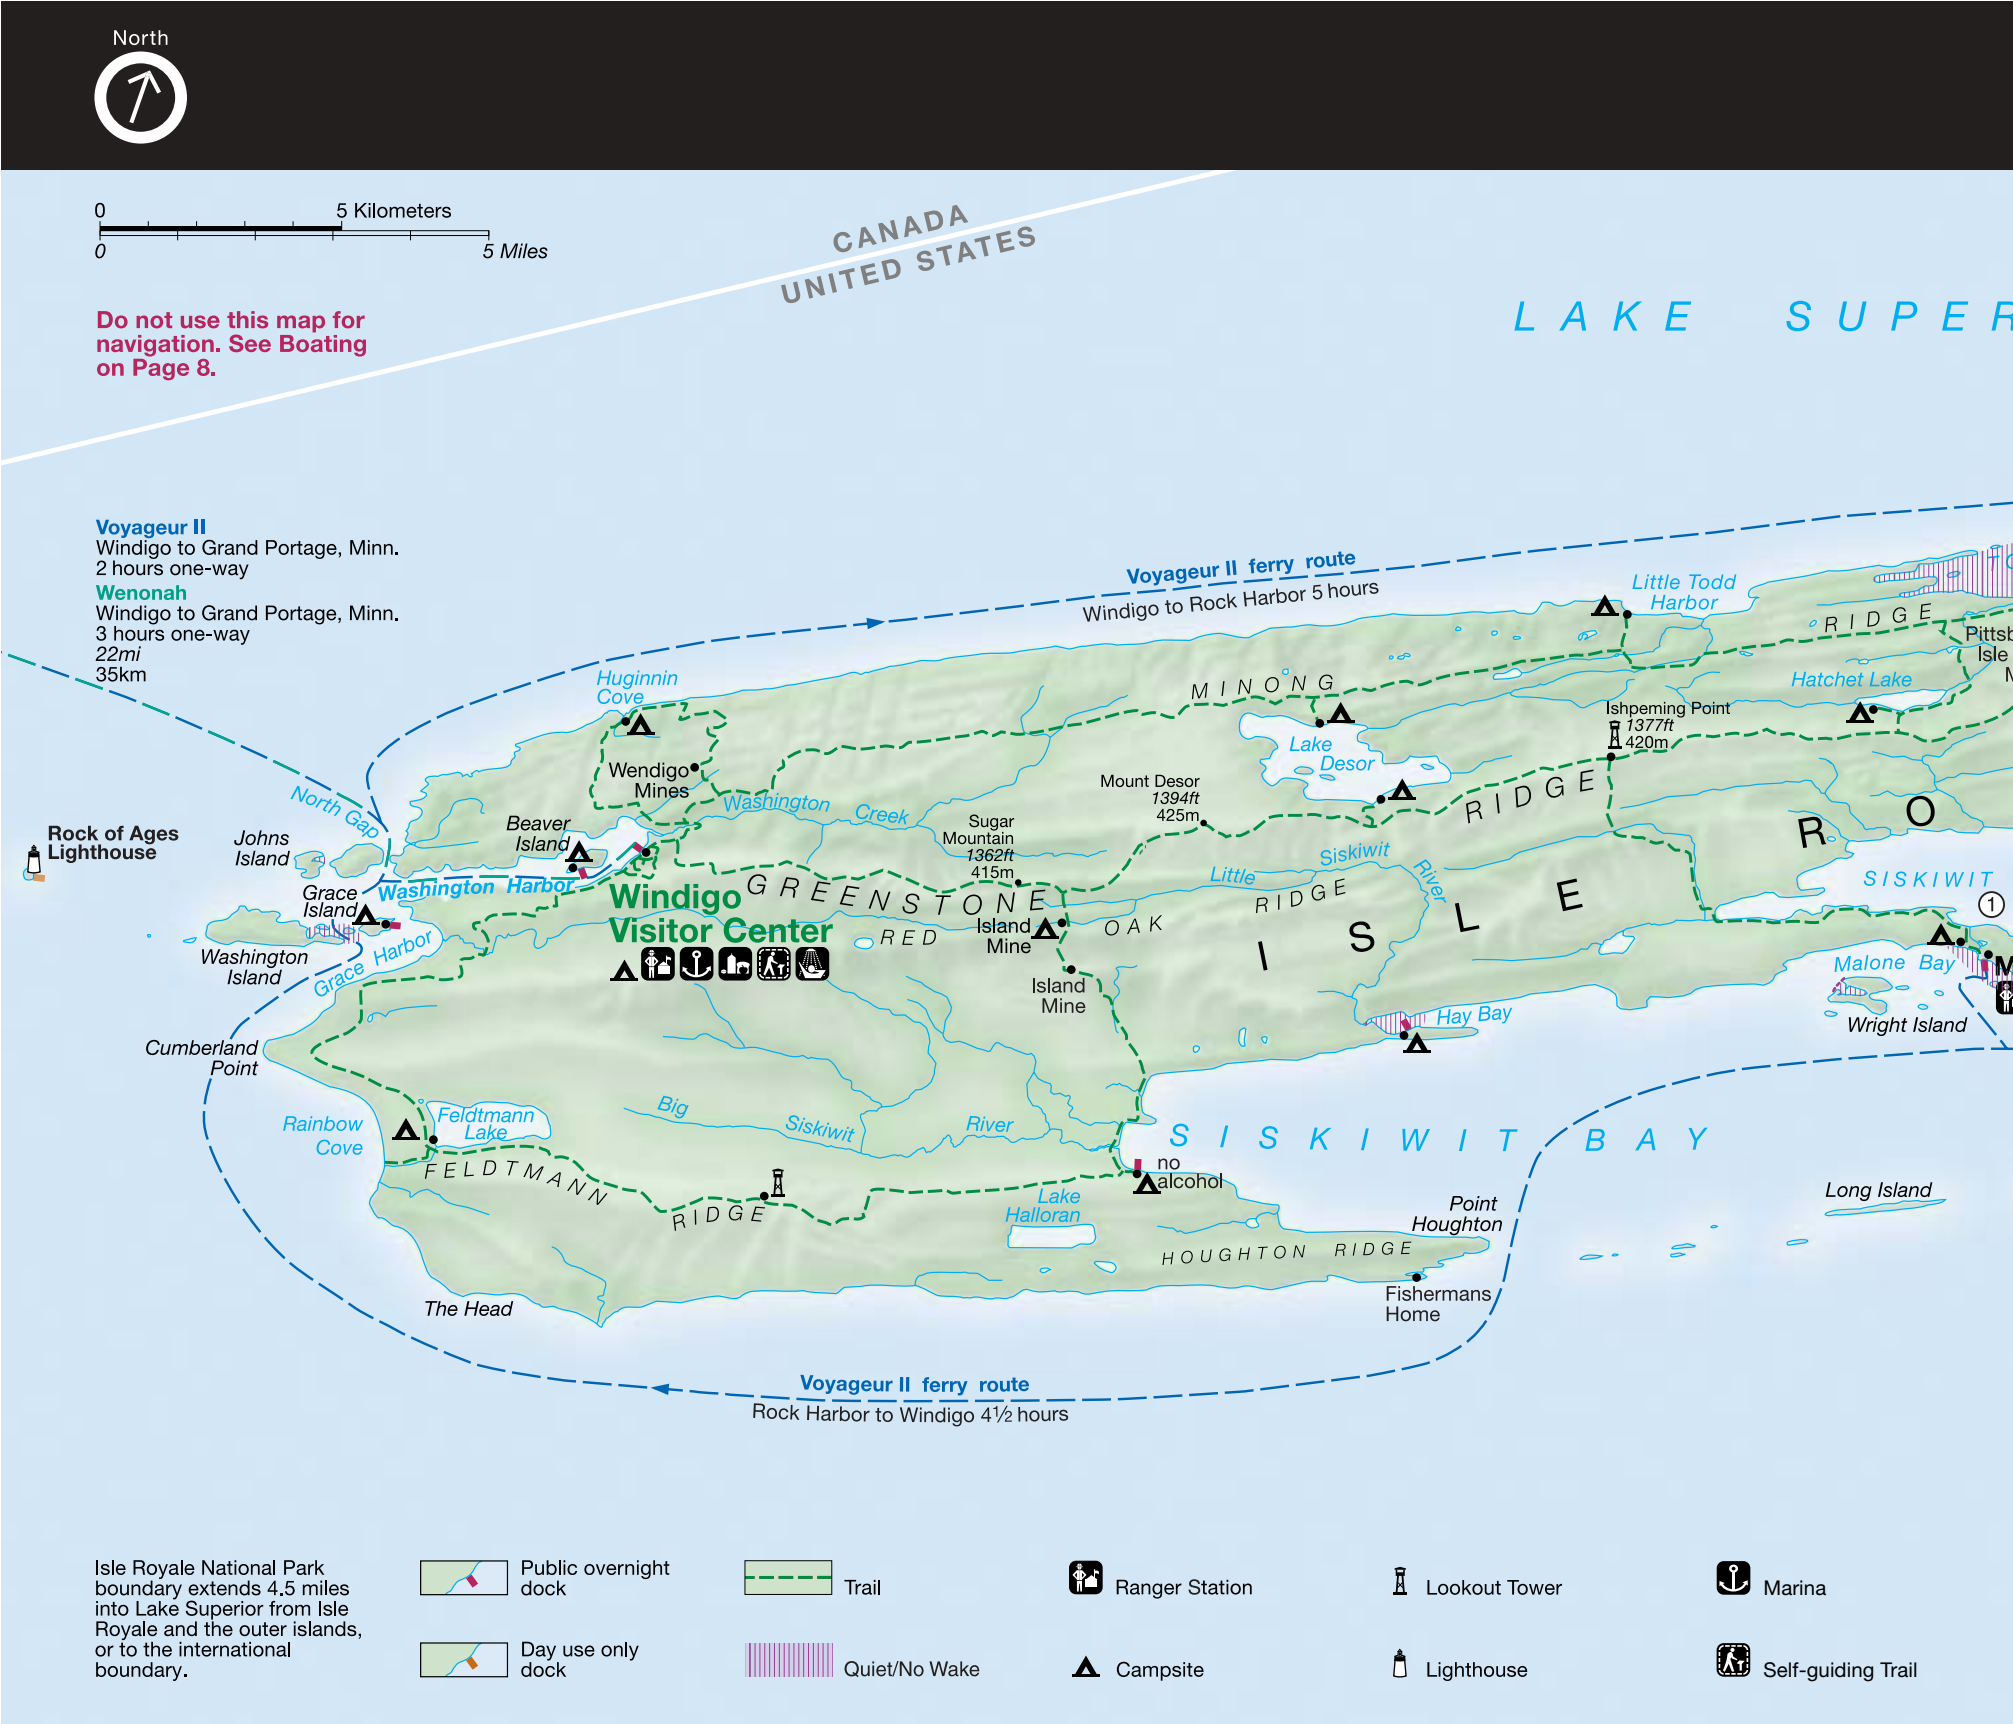 North
0
5 Kilometers
0
5 Miles
CANADA
UNITED STATES
Do not use this map for
navigation. See Boating
on Page 8.
LAKE SUPER
Voyageur II
Windigo to Grand Portage, Minn.
2 hours one-way
Wenonah
Windigo to Grand Portage, Minn.
3 hours one-way
22mi
35km
Voyageur II ferry route
Windigo to Rock Harbor 5 hours
Little Todd
Harbor
RIDGE
Pittsb
Isle
M
Huginnin
Cove
MINONG
Hatchet Lake
Ishpeming Point
1377ft
420m
Lake
Desor
Wendigo
Mines
Mount Desor
1394ft
425m
RIDGE
North Gap
Washington Creek
Rock of Ages
Lighthouse
Johns
Island
Beaver
Island
Sugar
Mountain
1362ft
415m
Little Siskiwit River
ISLE RO
SISKIWIT
1
Grace
Island
Washington Harbor
Windigo
Visitor Center
GREENSTONE
RED OAK RIDGE
Island
Mine
Washington
Island
Grace Harbor
Island
Mine
Malone Bay
M
Wright Island
Hay Bay
Cumberland
Point
Rainbow
Cove
Feldtmann
Lake
Big Siskiwit River
SISKIWIT BAY
FELDTMANN
RIDGE
no
alcohol
Lake
Halloran
Point
Houghton
Long Island
HOUGHTON RIDGE
Fishermans
Home
The Head
Voyageur II ferry route
Rock Harbor to Windigo 4½ hours
Isle Royale National Park
boundary extends 4.5 miles
into Lake Superior from Isle
Royale and the outer islands,
or to the international
boundary.
Public overnight
dock
Day use only
dock
Trail
Quiet/No Wake
Ranger Station
Campsite
Lookout Tower
Lighthouse
Marina
Self-guiding Trail